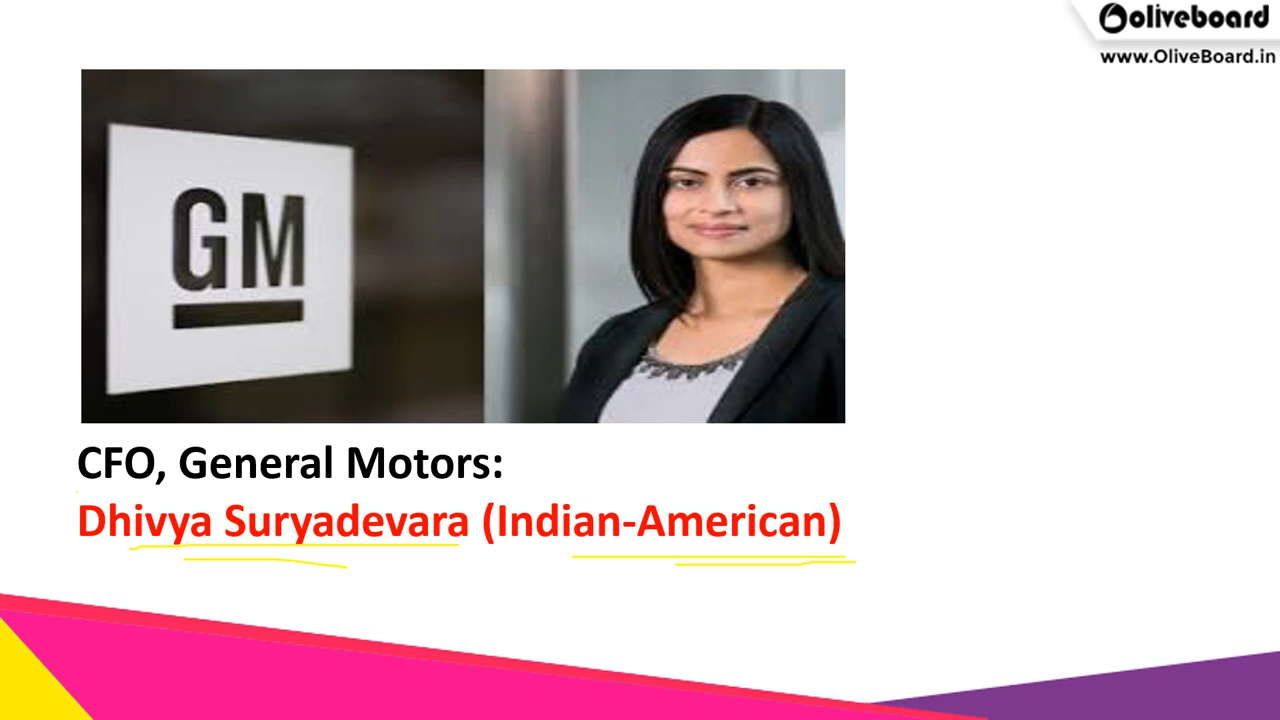 oliveboard
www.OliveBoard.in
GM
CFO, General Motors:
Dhivya Suryadevara (Indian-American)